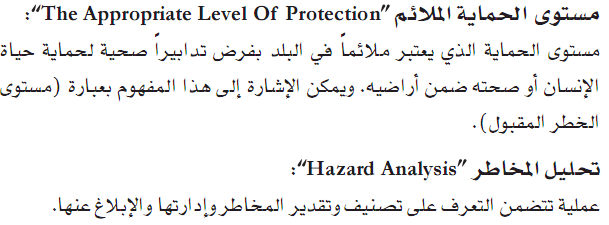 مستوى الحماية الملائم "The Appropriate Level Of Protection":
مستوى الحماية الذي يعتبر ملائماً في البلد بفرض تدابيراً صحية لحماية حياة
الإنسان أو صحته ضمن أراضيه. ويمكن الإشارة إلى هذا المفهوم بعبارة (مستوى
الخطر المقبول).
تحليل المخاطر "Hazard Analysis":
عملية تتضمن التعرف على تصنيف وتقدير المخاطر وإدارتها والإبلاغ عنها.